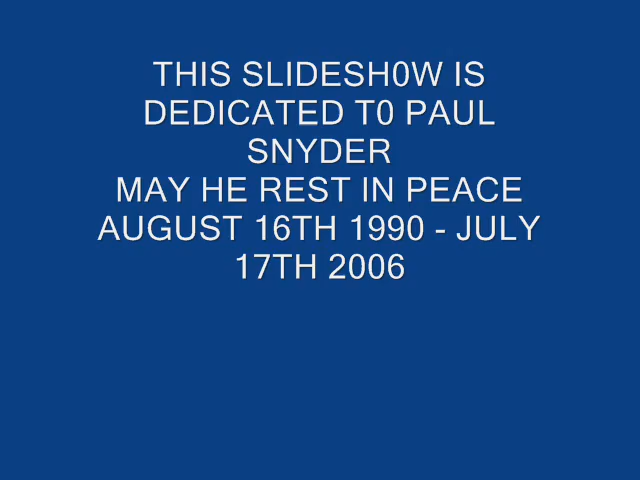 THIS SLIDESH0W IS
DEDICATED T0 PAUL
SNYDER
MAY HE REST IN PEACE
AUGUST 16TH 1990 - JULY
17TH 2006